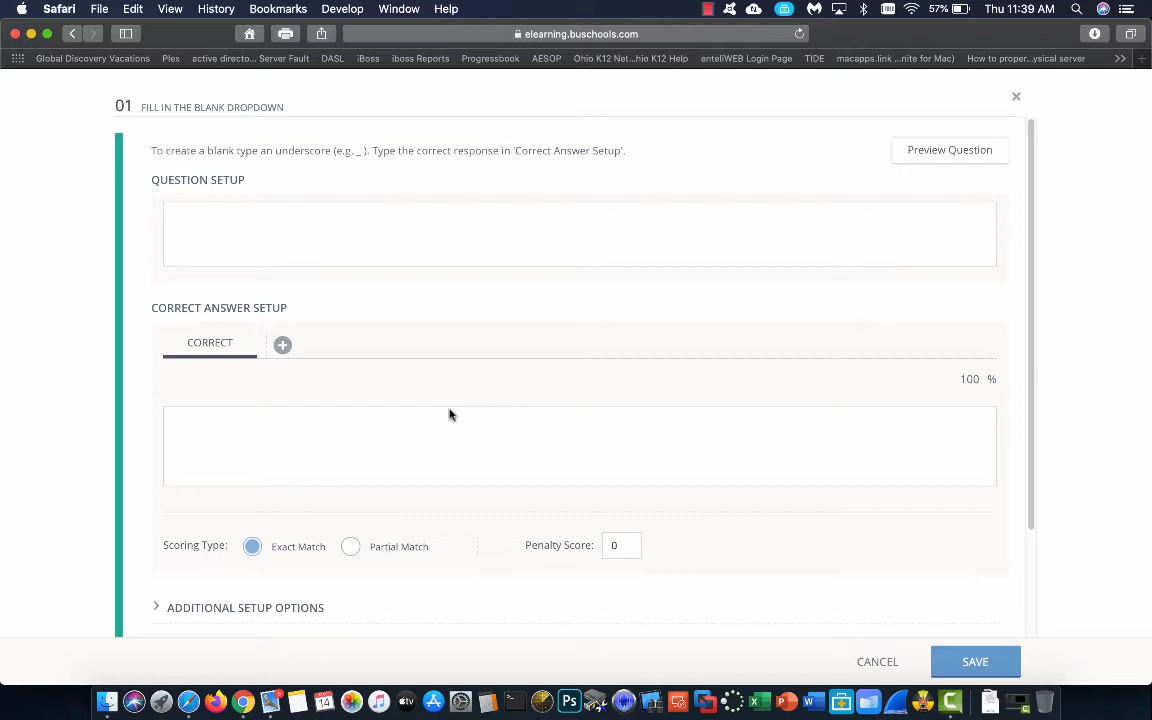 Safari File Edit View History Bookmarks Develop Window Help 57% Thu 11:39 AM
elearning.buschools.com
Global Discovery Vacations Plex active directo... Server Fault DASL iBoss iboss Reports Progressbook AESOP Ohio K12 Net...hio K12 Help enteliWEB Login Page TIDE macapps.link ...nite for Mac) How to proper...ysical server >>
01 FILL IN THE BLANK DROPDOWN
To create a blank type an underscore (e.g. _ ). Type the correct response in 'Correct Answer Setup'.
Preview Question
QUESTION SETUP
CORRECT ANSWER SETUP
CORRECT
100 %
Scoring Type: Exact Match Partial Match Penalty Score: 0
ADDITIONAL SETUP OPTIONS
CANCEL SAVE
14 tv Ps